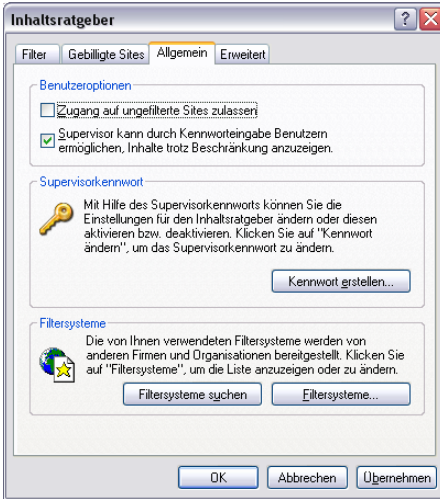 Inhaltsratgeber
Filter
Gebilligte Sites
Allgemein
Erweitert
Benutzeroptionen
Zugang auf ungefilterte Sites zulassen
Supervisor kann durch Kennworteingabe Benutzern
ermöglichen, Inhalte trotz Beschränkung anzuzeigen.
Supervisorkennwort
Mit Hilfe des Supervisorkennworts können Sie die
Einstellungen für den Inhaltsratgeber ändern oder diesen
aktivieren bzw. deaktivieren. Klicken Sie auf "Kennwort
ändern", um das Supervisorkennwort zu ändern.
Kennwort erstellen...
Filtersysteme
Die von Ihnen verwendeten Filtersysteme werden von
anderen Firmen und Organisationen bereitgestellt. Klicken Sie
auf "Filtersysteme", um die Liste anzuzeigen oder zu ändern.
Filtersysteme suchen
Filtersysteme...
OK
Abbrechen
Übernehmen